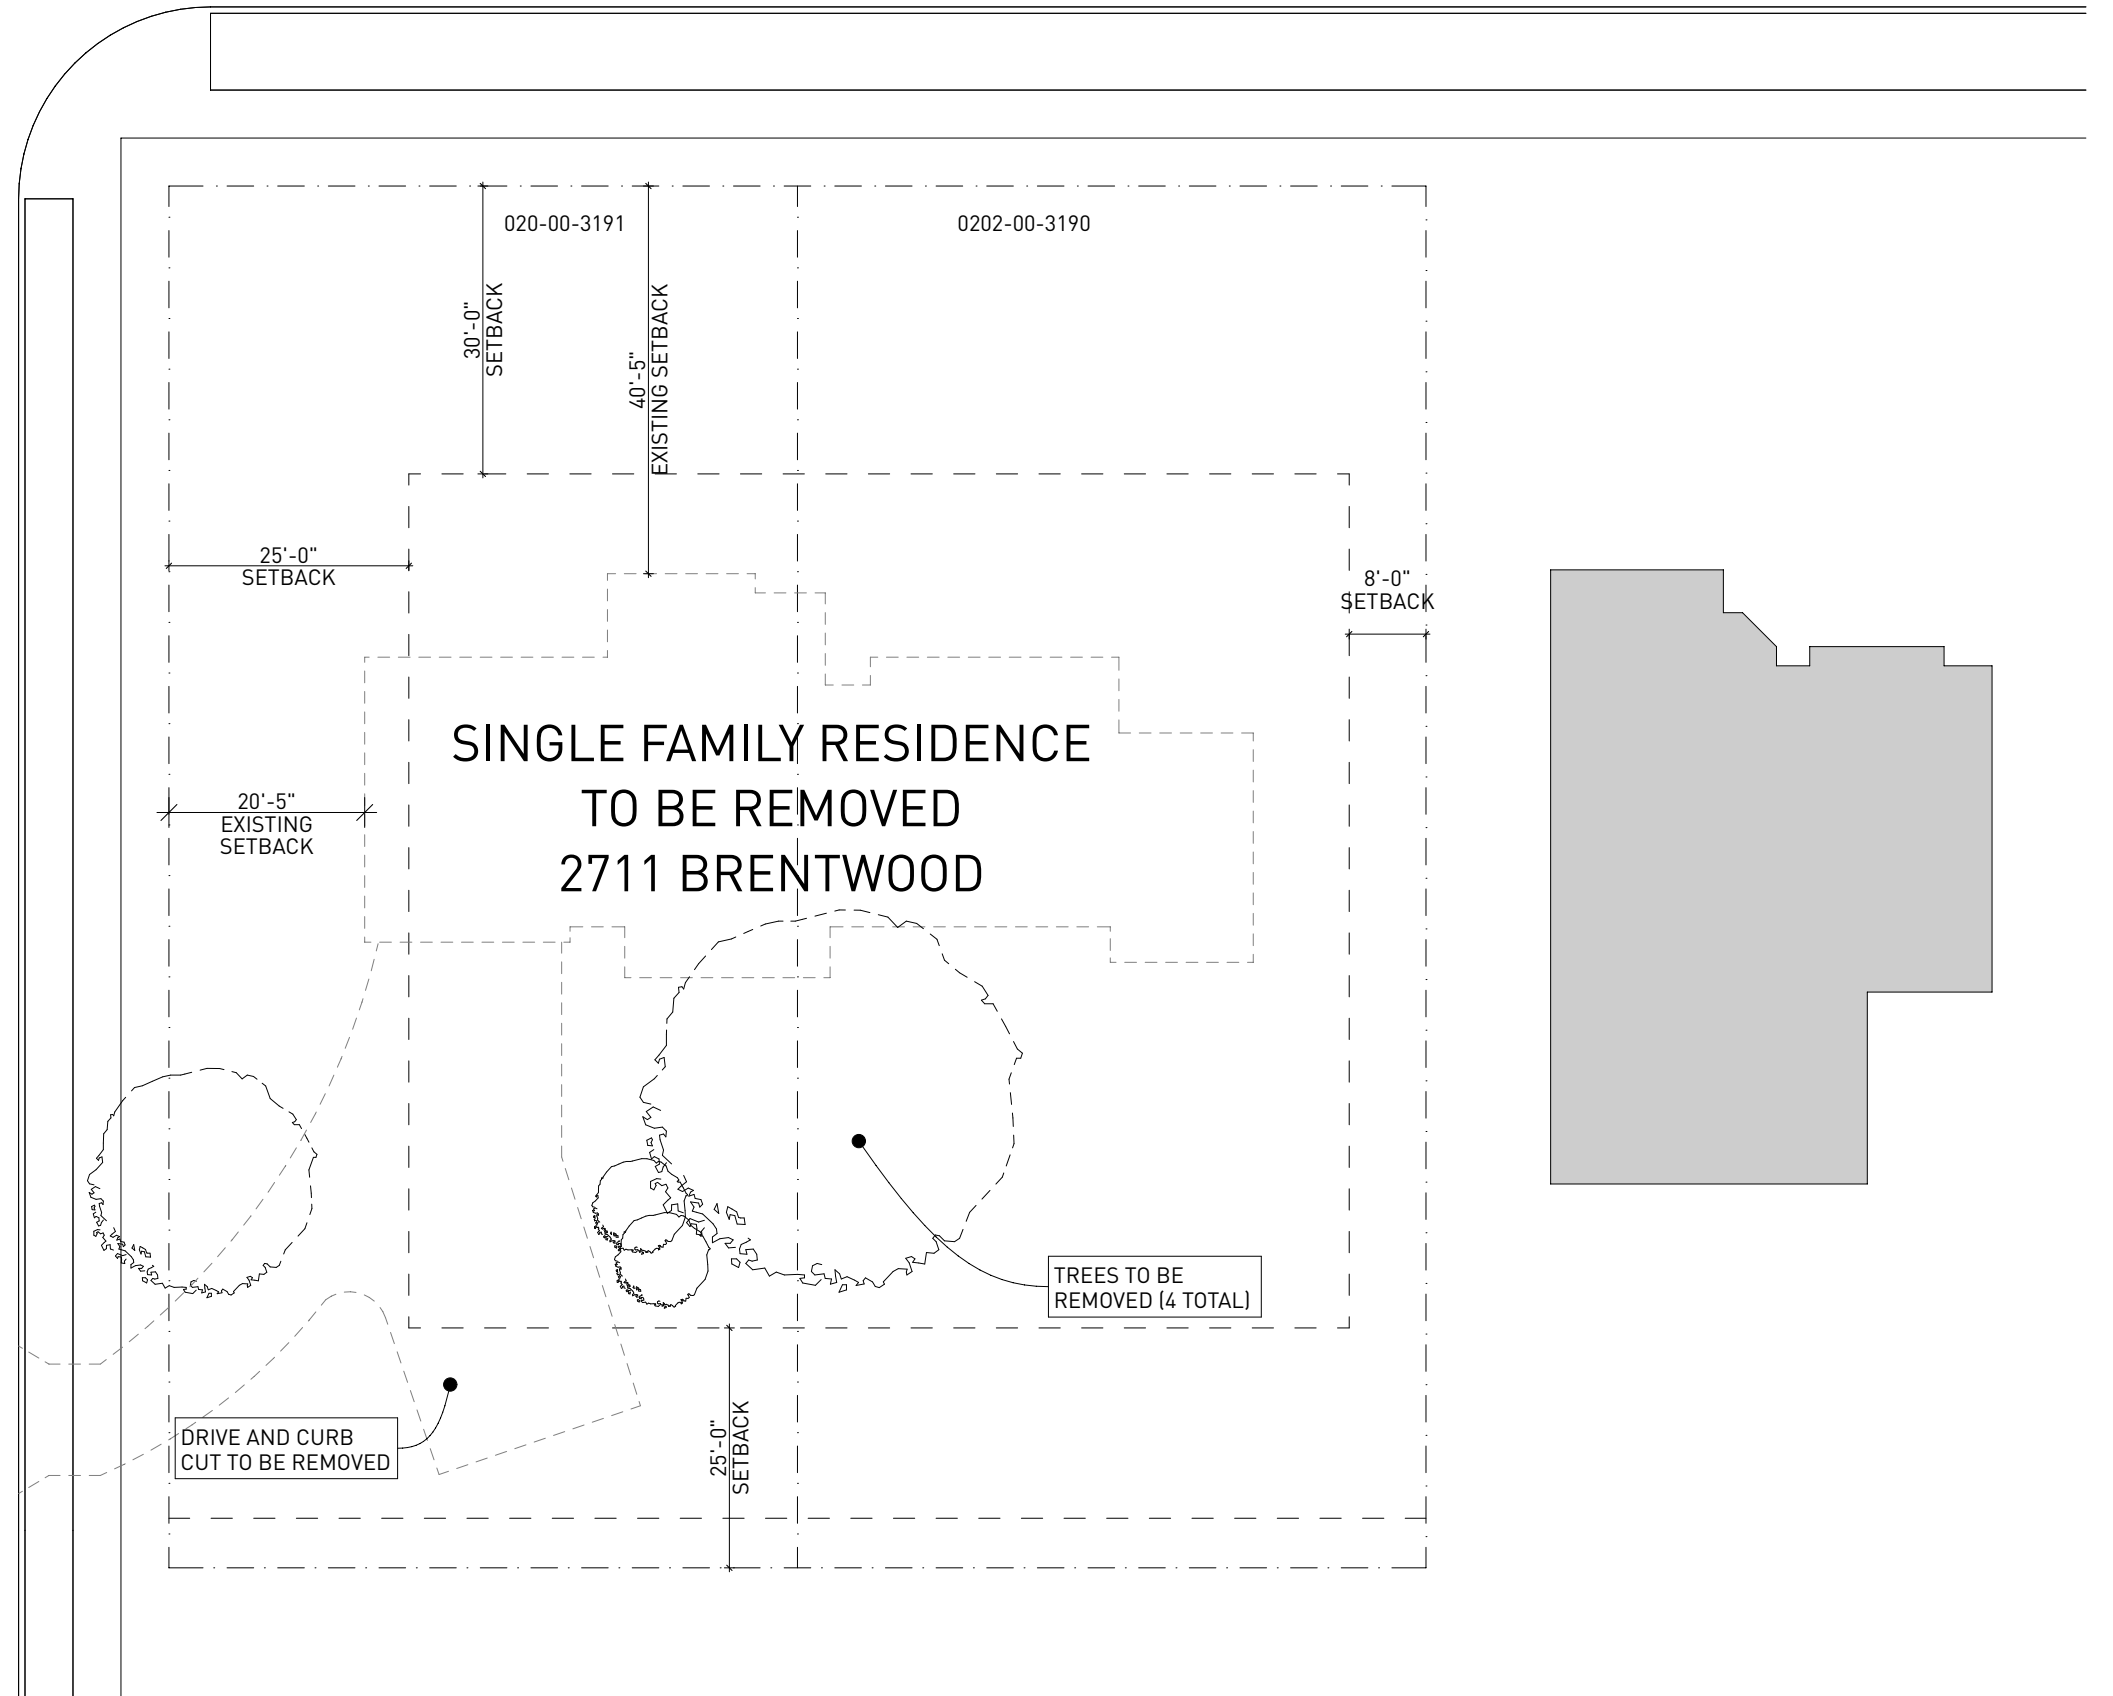 020-00-3191
0202-00-3190
30'-0"
SETBACK
40'-5"
EXISTING SETBACK
25'-0"
SETBACK
8'-0"
SETBACK
SINGLE FAMILY RESIDENCE
TO BE REMOVED
2711 BRENTWOOD
20'-5"
EXISTING
SETBACK
TREES TO BE
REMOVED (4 TOTAL)
DRIVE AND CURB
CUT TO BE REMOVED
25'-0"
SETBACK